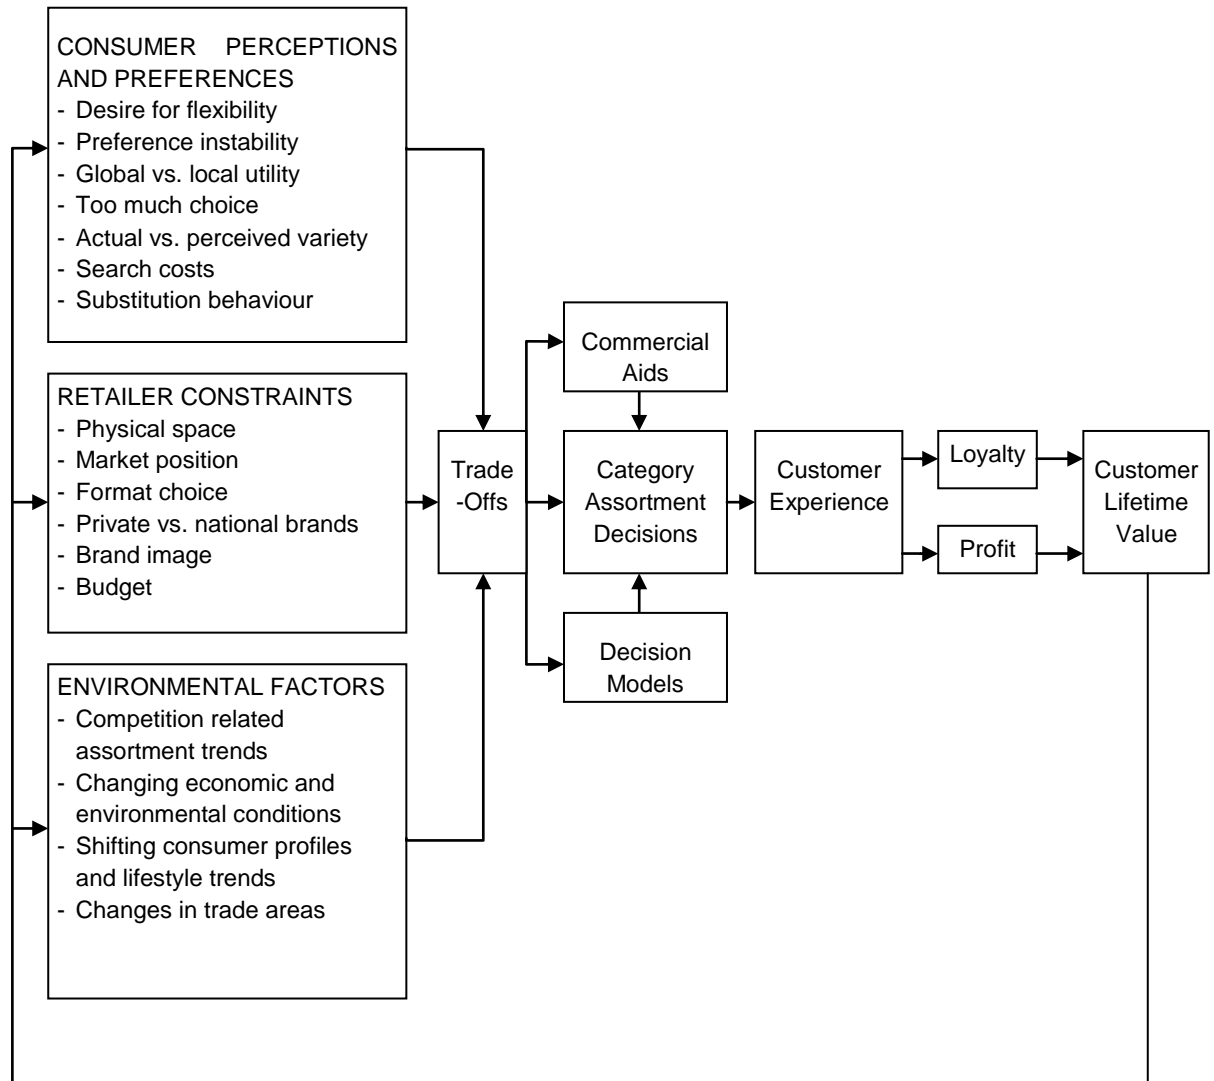 CONSUMER PERCEPTIONS
AND PREFERENCES
- Desire for flexibility
- Preference instability
- Global vs. local utility
- Too much choice
- Actual vs. perceived variety
- Search costs
- Substitution behaviour
RETAILER CONSTRAINTS
- Physical space
- Market position
- Format choice
- Private vs. national brands
- Brand image
- Budget
ENVIRONMENTAL FACTORS
- Competition related
assortment trends
- Changing economic and
environmental conditions
- Shifting consumer profiles
and lifestyle trends
- Changes in trade areas
Trade
-Offs
Commercial
Aids
Category
Assortment
Decisions
Decision
Models
Customer
Experience
Loyalty
Profit
Customer
Lifetime
Value